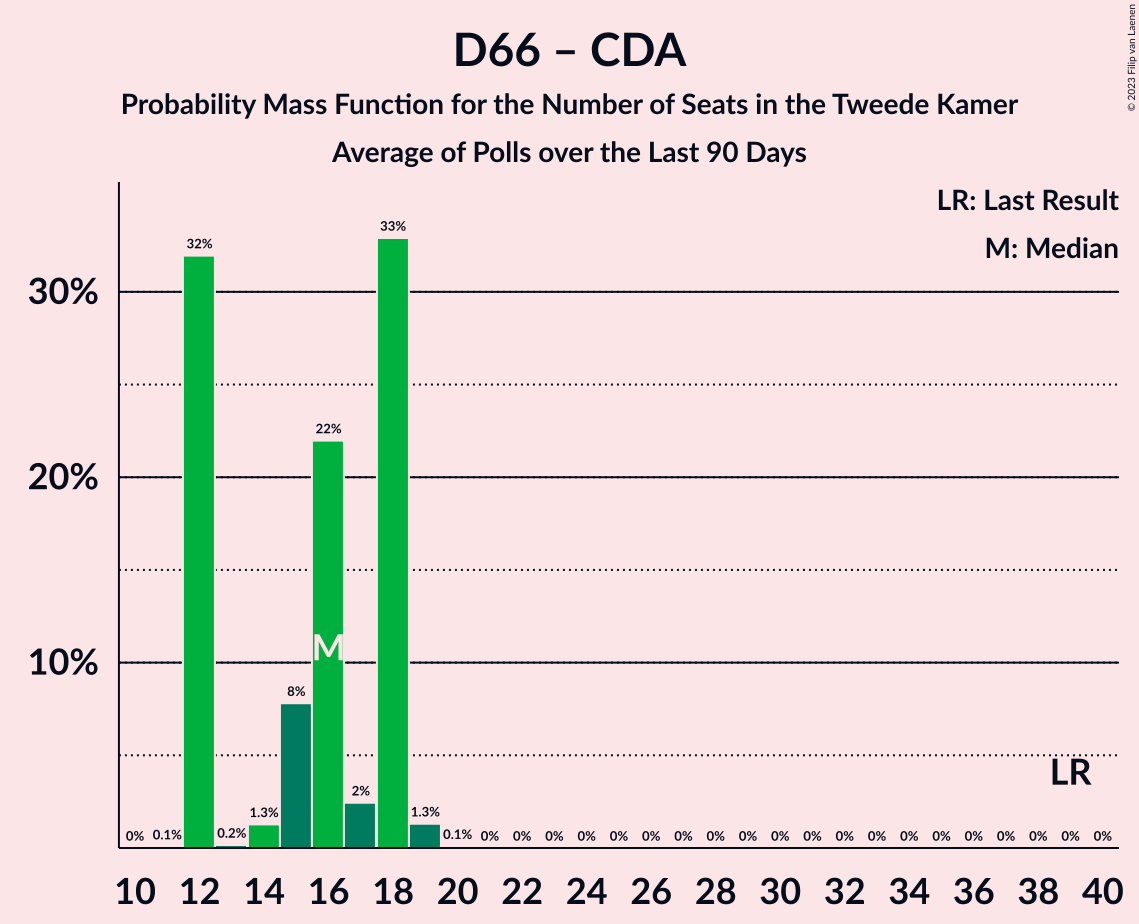 D66 – CDA
Probability Mass Function for the Number of Seats in the Tweede Kamer
Average of Polls over the Last 90 Days
© 2023 Filip van Laenen
LR: Last Result
M: Median
33%
32%
30%
22%
20%
M
10%
8%
LR
2%
1.3% 1.3%
0% 0.1% 0.2% 0.1% 0% 0% 0% 0% 0% 0% 0% 0% 0% 0% 0% 0% 0% 0% 0% 0% 0% 0% 0% 0%
10 12 14 16 18 20 22 24 26 28 30 32 34 36 38 40